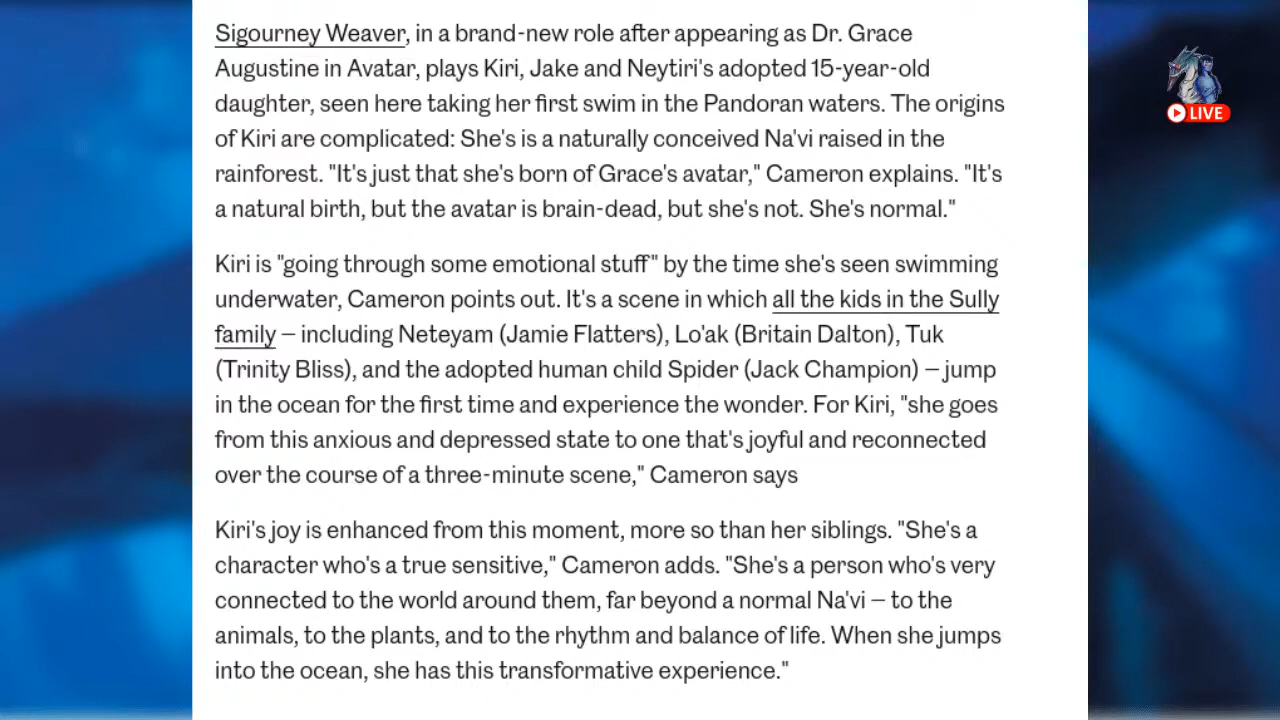 Sigourney Weaver, in a brand-new role after appearing as Dr. Grace
Augustine in Avatar, plays Kiri, Jake and Neytiri's adopted 15-year-old
daughter, seen here taking her first swim in the Pandoran waters. The origins
of Kiri are complicated: She's is a naturally conceived Na'vi raised in the
rainforest. "It's just that she's born of Grace's avatar," Cameron explains. "It's
a natural birth, but the avatar is brain-dead, but she's not. She's normal."
Kiri is "going through some emotional stuff" by the time she's seen swimming
underwater, Cameron points out. It's a scene in which all the kids in the Sully
family – including Neteyam (Jamie Flatters), Lo'ak (Britain Dalton), Tuk
(Trinity Bliss), and the adopted human child Spider (Jack Champion) – jump
in the ocean for the first time and experience the wonder. For Kiri, "she goes
from this anxious and depressed state to one that's joyful and reconnected
over the course of a three-minute scene," Cameron says
Kiri's joy is enhanced from this moment, more so than her siblings. "She's a
character who's a true sensitive," Cameron adds. "She's a person who's very
connected to the world around them, far beyond a normal Na'vi – to the
animals, to the plants, and to the rhythm and balance of life. When she jumps
into the ocean, she has this transformative experience."
LIVE